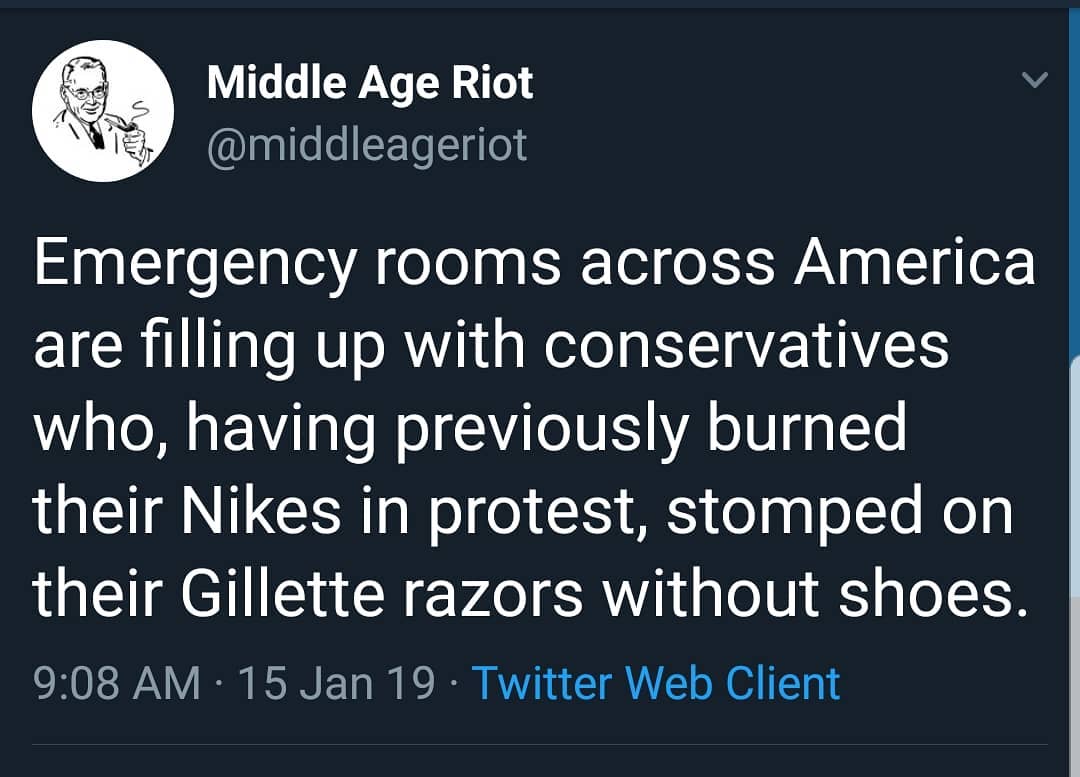 Middle Age Riot
@middleageriot
Emergency rooms across America
are filling up with conservatives
who, having previously burned
their Nikes in protest, stomped on
their Gillette razors without shoes.
9:08 AM · 15 Jan 19 · Twitter Web Client